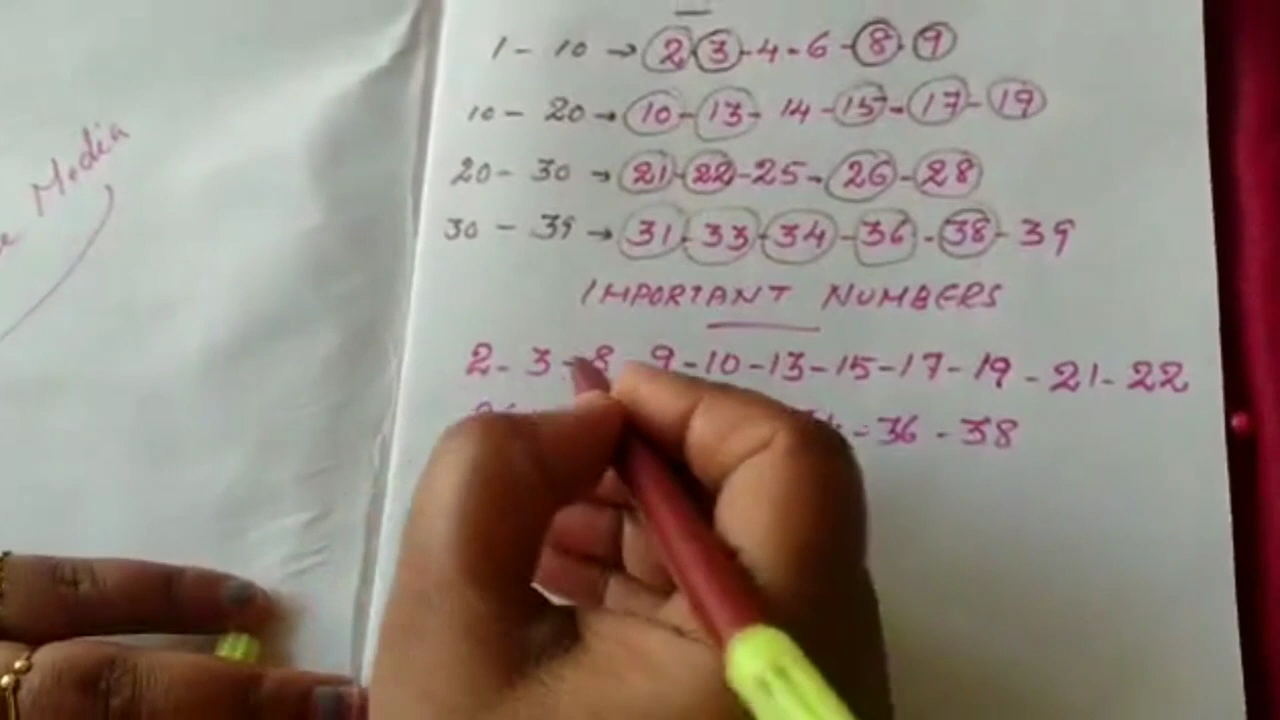 Media
1 - 10 → 2 3 - 4 - 6 - 8 - 9
10 - 20 → 10 - 13 - 14 - 15 - 17 - 19
20 - 30 → 21 - 22 - 25 - 26 - 28
30 - 39 → 31 - 33 - 34 - 36 - 38 - 39
IMPORTANT NUMBERS
2 - 3 - 8 - 9 - 10 - 13 - 15 - 17 - 19 - 21 - 22
- 36 - 38